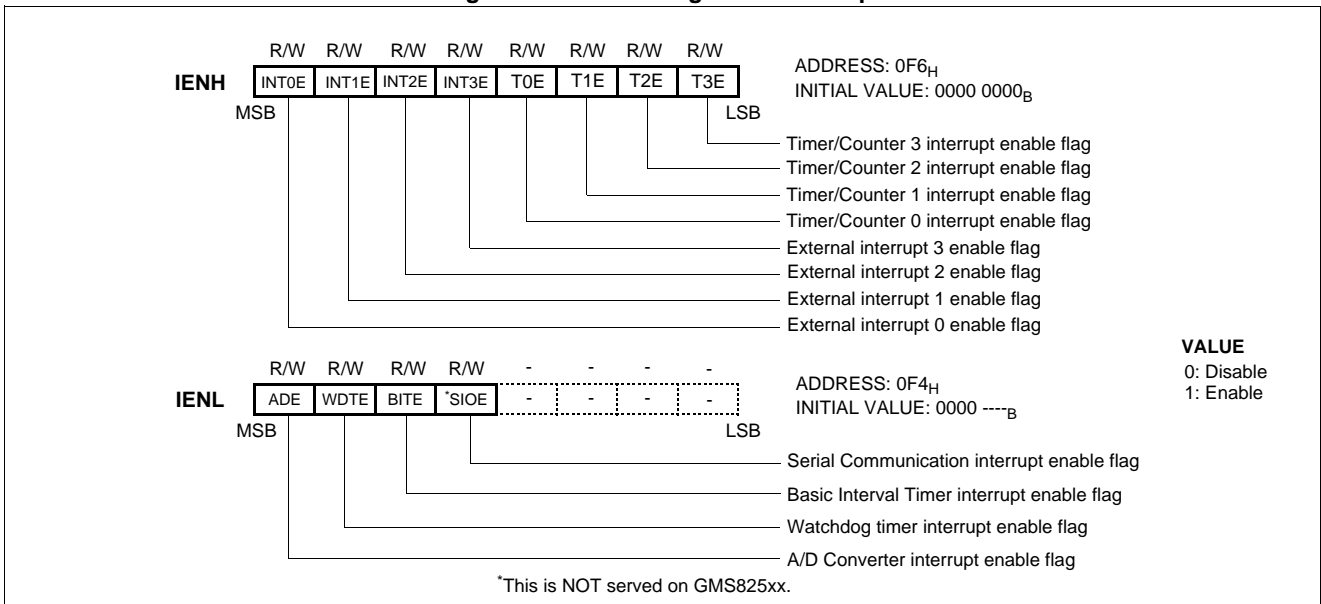 R/W R/W R/W R/W R/W R/W R/W R/W
IENH INT0E INT1E INT2E INT3E T0E T1E T2E T3E
MSB LSB
ADDRESS: 0F6H
INITIAL VALUE: 0000 0000B
Timer/Counter 3 interrupt enable flag
Timer/Counter 2 interrupt enable flag
Timer/Counter 1 interrupt enable flag
Timer/Counter 0 interrupt enable flag
External interrupt 3 enable flag
External interrupt 2 enable flag
External interrupt 1 enable flag
External interrupt 0 enable flag
VALUE
0: Disable
1: Enable
R/W R/W R/W R/W - - - -
IENL ADE WDTE BITE *SIOE - - - -
MSB LSB
ADDRESS: 0F4H
INITIAL VALUE: 0000 ----B
Serial Communication interrupt enable flag
Basic Interval Timer interrupt enable flag
Watchdog timer interrupt enable flag
A/D Converter interrupt enable flag
*This is NOT served on GMS825xx.